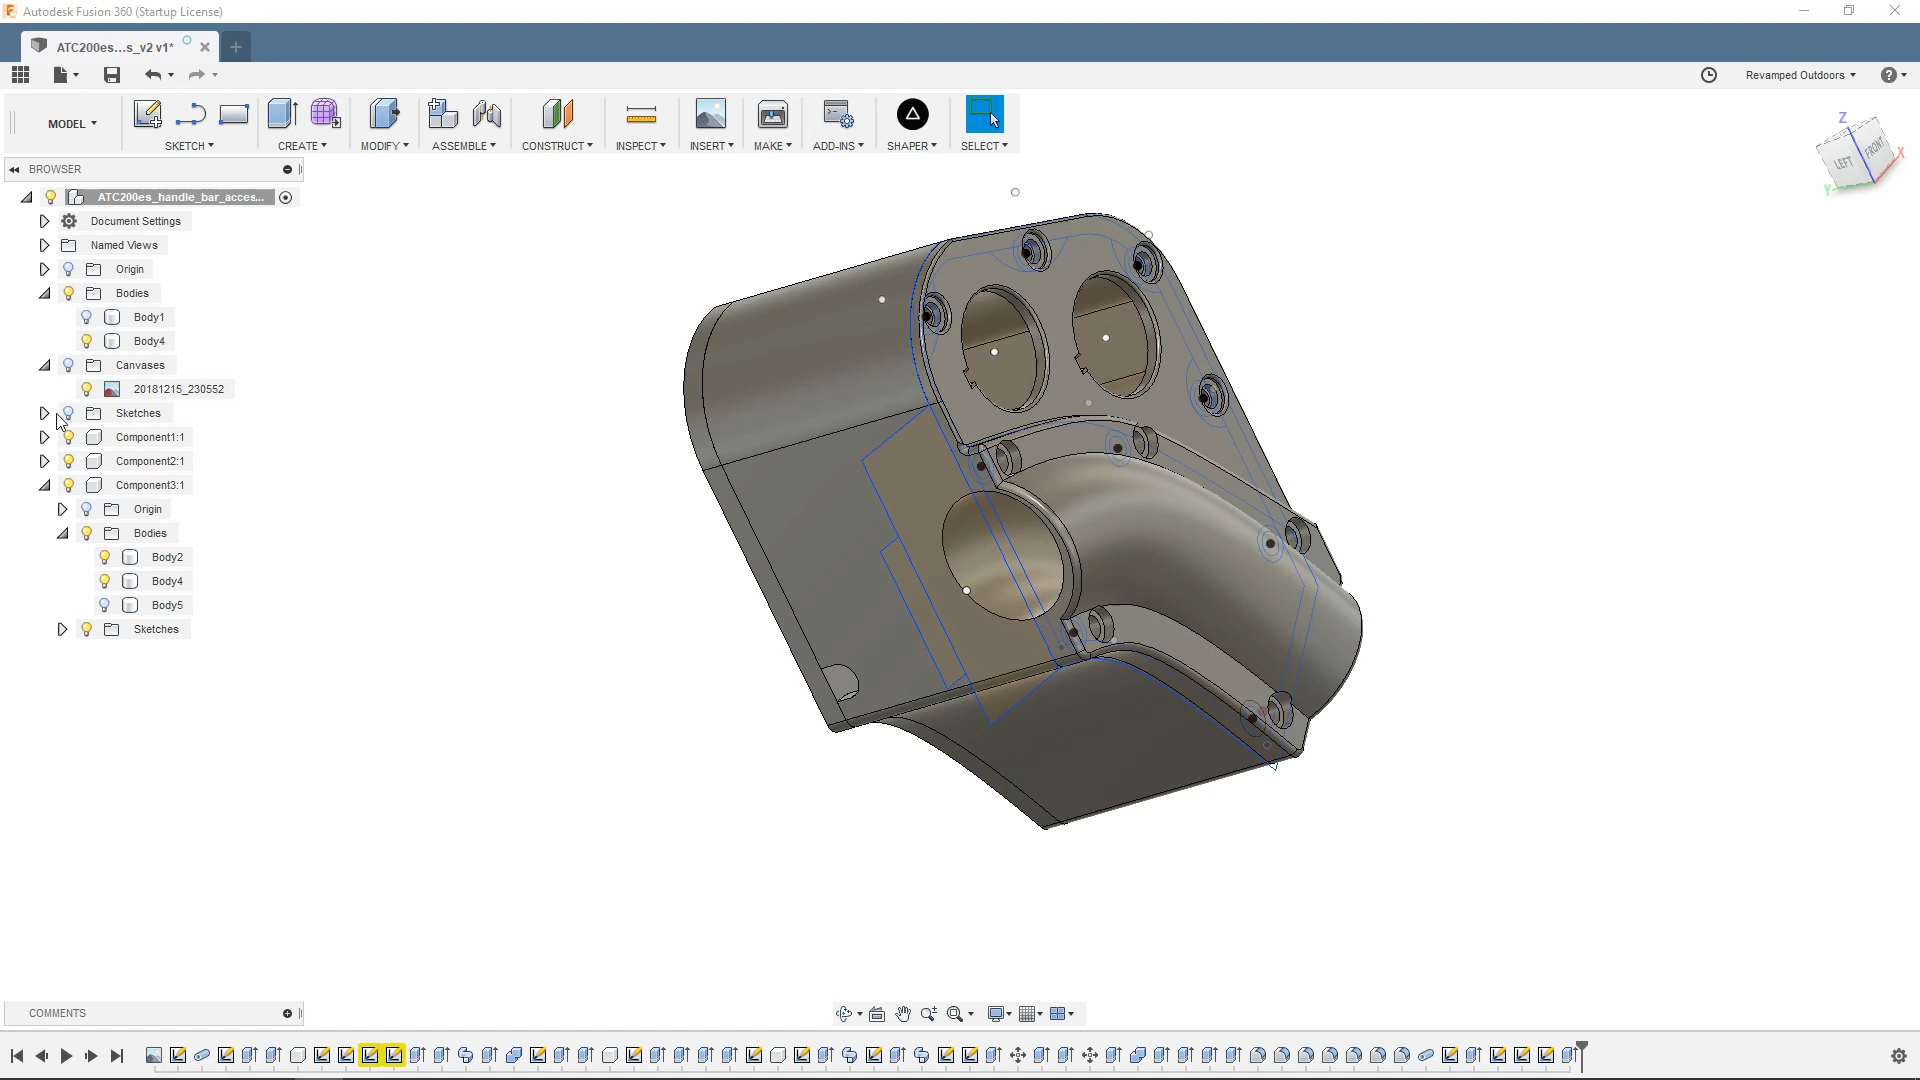 Autodesk Fusion 360 (Startup License)
ATC200es...s_v2 v1*
Revamped Outdoors
MODEL
SKETCH
CREATE
MODIFY
ASSEMBLE
CONSTRUCT
INSPECT
INSERT
MAKE
ADD-INS
SHAPER
SELECT
Z
LEFT
FRONT
X
Y
BROWSER
ATC200es_handle_bar_acces...
Document Settings
Named Views
Origin
Bodies
Body1
Body4
Canvases
20181215_230552
Sketches
Component1:1
Component2:1
Component3:1
Origin
Bodies
Body2
Body4
Body5
Sketches
COMMENTS